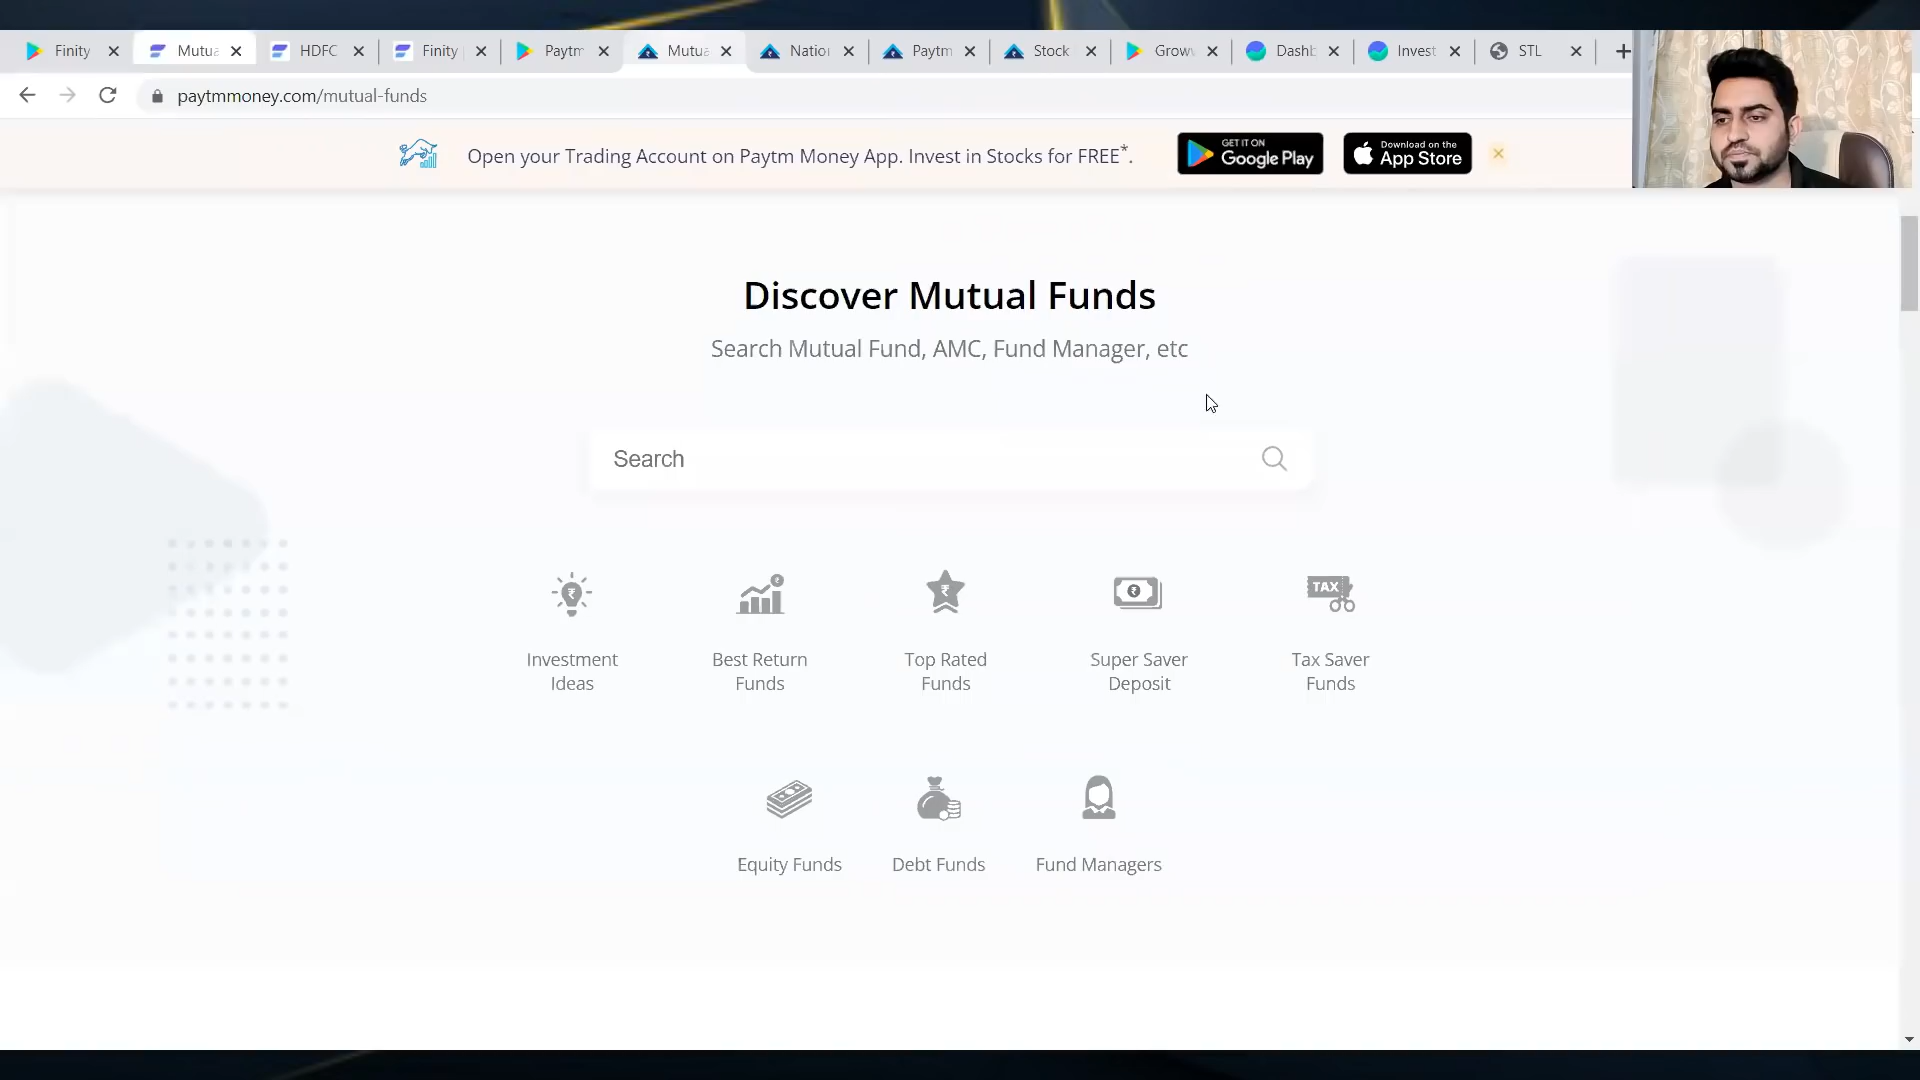 Finity
Mutua
HDFC
Finity
Paytm
Mutua
Natio
Paytm
Stock
Groww
Dashb
Invest
STL
paytmmoney.com/mutual-funds
Open your Trading Account on Paytm Money App. Invest in Stocks for FREE*.
GET IT ON
Google Play
Download on the
App Store
Discover Mutual Funds
Search Mutual Fund, AMC, Fund Manager, etc
Search
TAX
Investment
Ideas
Best Return
Funds
Top Rated
Funds
Super Saver
Deposit
Tax Saver
Funds
Equity Funds
Debt Funds
Fund Managers